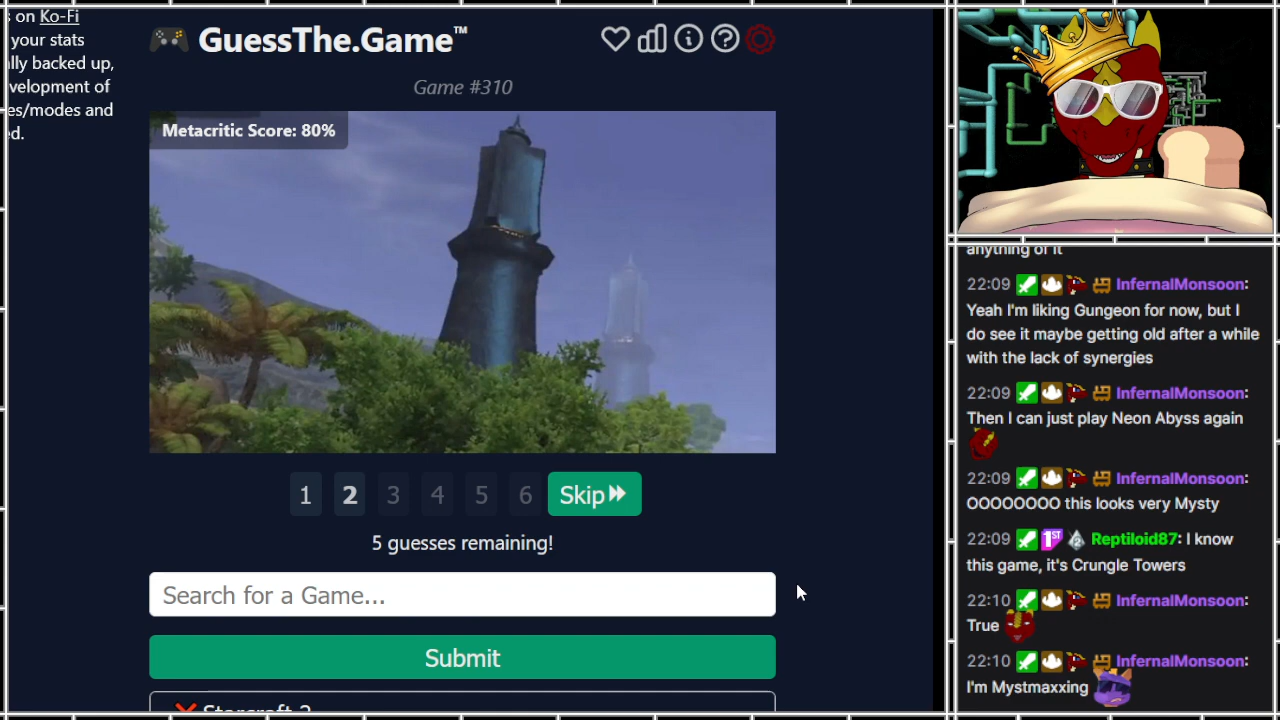 s on Ko-Fi
your stats
lly backed up,
velopment of
es/modes and
ed.
GuessThe.Game™
Game #310
Metacritic Score: 80%
1 2 3 4 5 6 Skip
5 guesses remaining!
Search for a Game...
Submit
Starcraft 2
anything of it
22:09 InfernalMonsoon:
Yeah I'm liking Gungeon for now, but I
do see it maybe getting old after a while
with the lack of synergies
22:09 InfernalMonsoon:
Then I can just play Neon Abyss again
22:09 InfernalMonsoon:
OOOOOOOO this looks very Mysty
22:09 1ST Reptiloid87: I know
this game, it's Crungle Towers
22:10 InfernalMonsoon:
True
22:10 InfernalMonsoon:
I'm Mystmaxxing